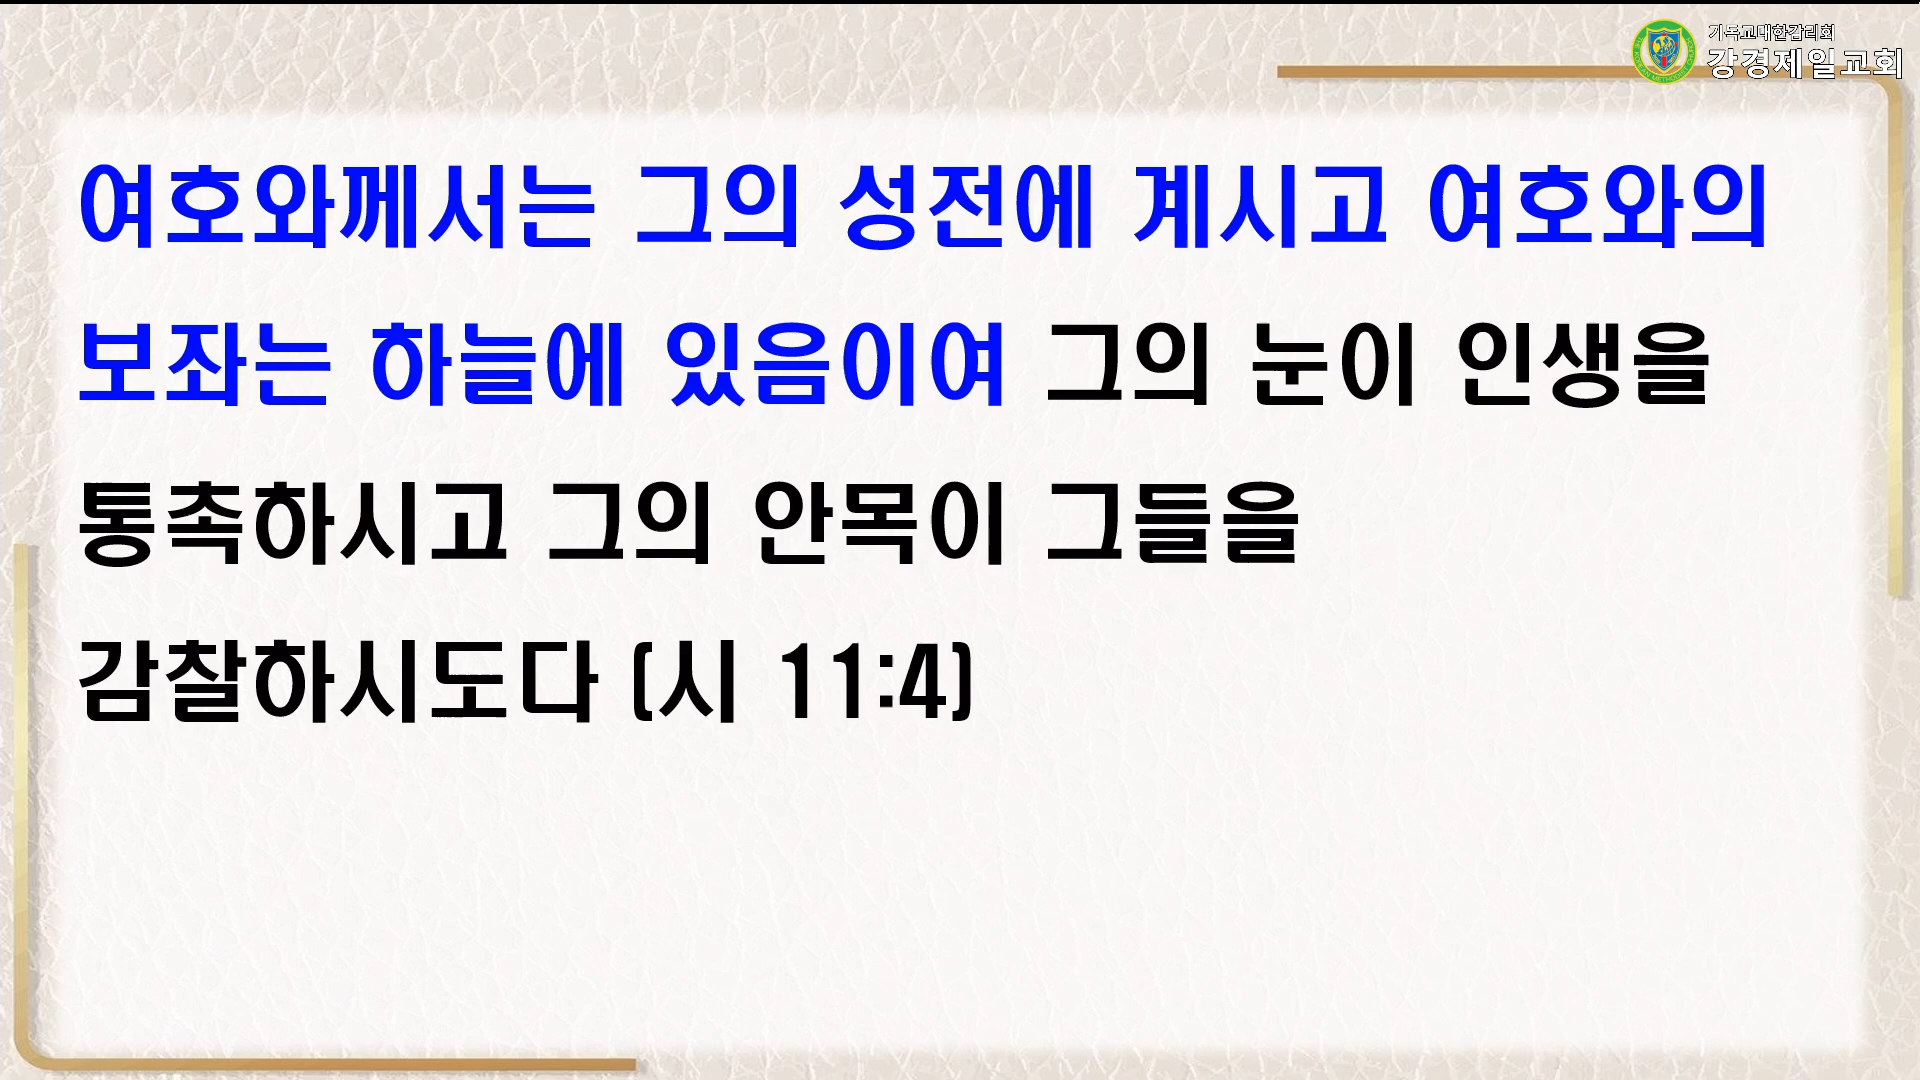 기독교대한감리회
강경제일교회
여호와께서는 그의 성전에 계시고 여호와의
보좌는 하늘에 있음이여 그의 눈이 인생을
통촉하시고 그의 안목이 그들을
감찰하시도다 (시 11:4)